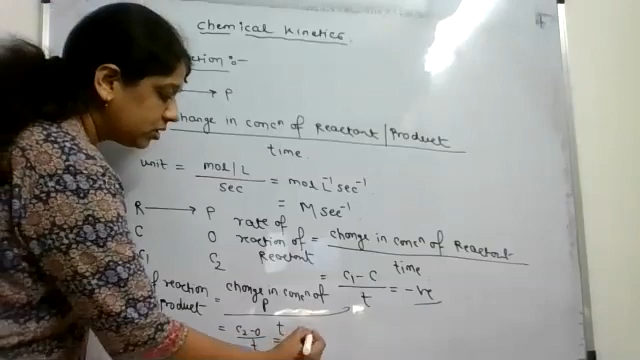 Chemical Kinetics.
ction :-
→ P
change in concⁿ of Reactant | Product
time.
unit = mol | L / sec = mol L⁻¹ sec⁻¹
= M sec⁻¹
R → P
C O
C₁ C₂
rate of reaction of Reactant = change in concⁿ of Reactant / time
= C₁ - C / t = -ve
f reaction product = change in concⁿ of P / t
= C₂-0 / t =